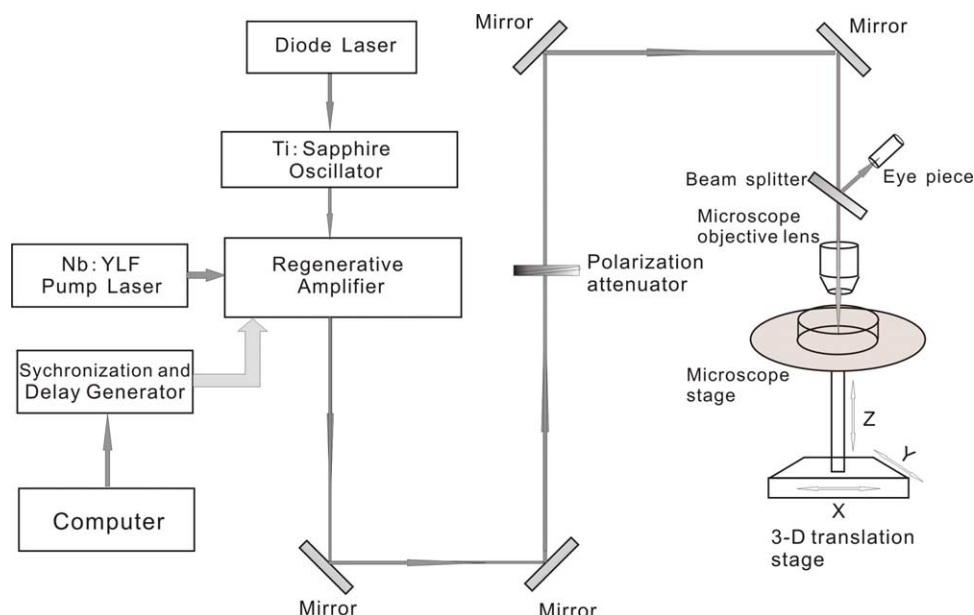 Diode Laser
Ti: Sapphire
Oscillator
Nb: YLF
Pump Laser
Regenerative
Amplifier
Sychronization and
Delay Generator
Computer
Mirror
Mirror
Mirror
Mirror
Polarization
attenuator
Beam splitter
Eye piece
Microscope
objective lens
Microscope
stage
Z
Y
X
3-D translation
stage